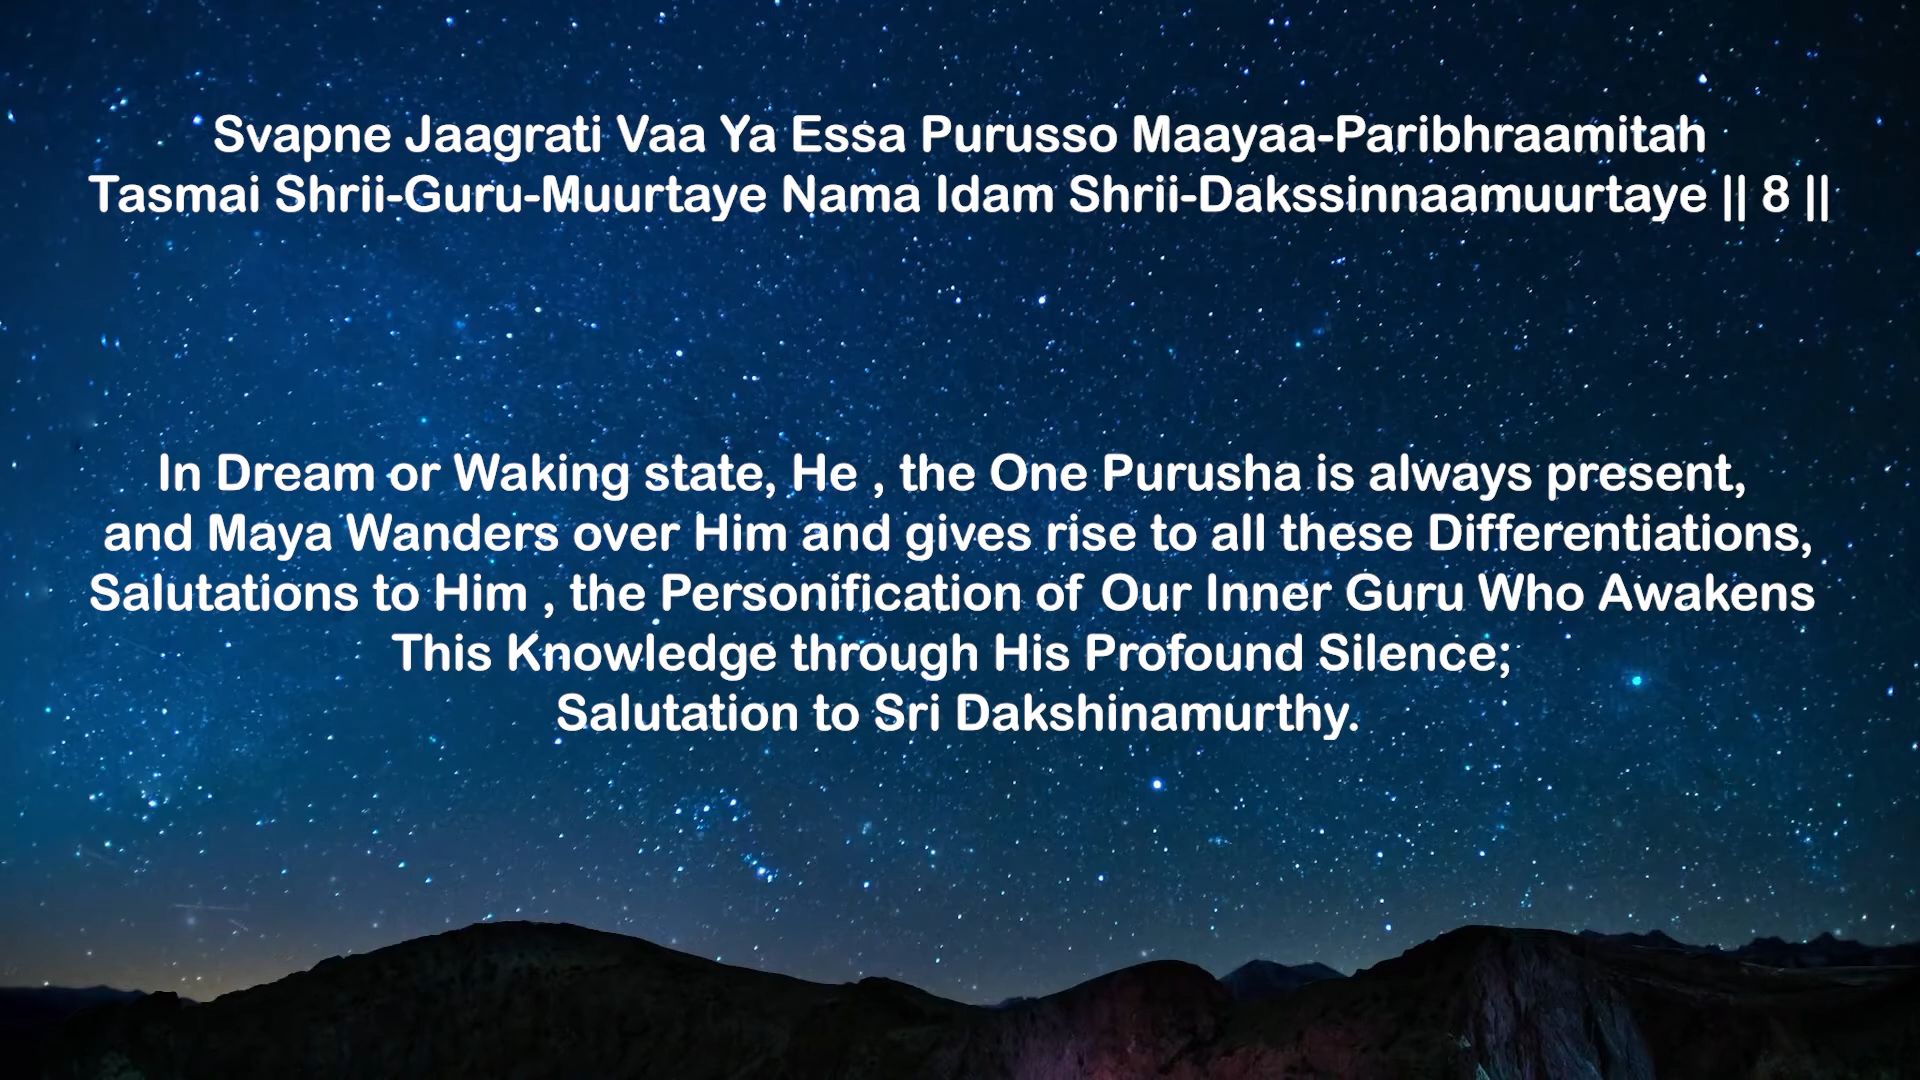 Svapne Jaagrati Vaa Ya Essa Purusso Maayaa-Paribhraamitah
Tasmai Shrii-Guru-Muurtaye Nama Idam Shrii-Dakssinnaamuurtaye || 8 ||
In Dream or Waking state, He , the One Purusha is always present,
and Maya Wanders over Him and gives rise to all these Differentiations,
Salutations to Him , the Personification of Our Inner Guru Who Awakens
This Knowledge through His Profound Silence;
Salutation to Sri Dakshinamurthy.